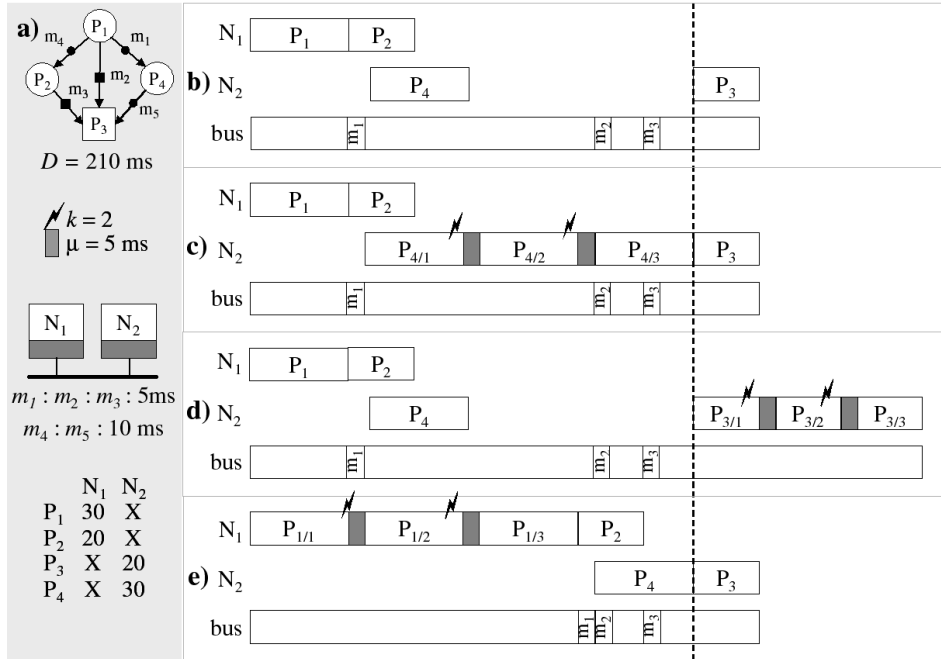 a)
P1
m4
m1
P2
m2
P4
m3
m5
P3
D = 210 ms
k = 2
μ = 5 ms
N1 N2
m1 : m2 : m3 : 5ms
m4 : m5 : 10 ms
N1 N2
P1 30 X
P2 20 X
P3 X 20
P4 X 30
N1 P1 P2
b) N2 P4 P3
bus m1 m2 m3
N1 P1 P2
c) N2 P4/1 P4/2 P4/3 P3
bus m1 m2 m3
N1 P1 P2
d) N2 P4 P3/1 P3/2 P3/3
bus m1 m2 m3
N1 P1/1 P1/2 P1/3 P2
e) N2 P4 P3
bus m1 m2 m3